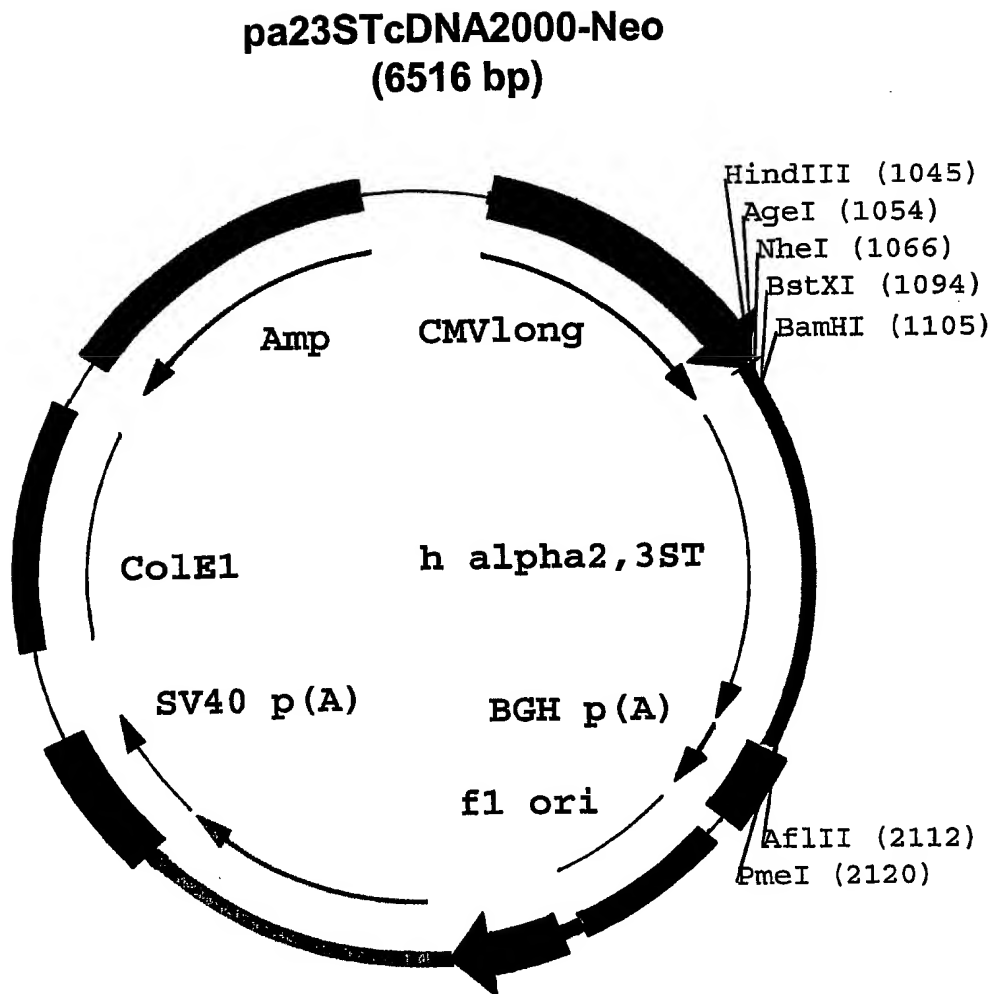 pa23STcDNA2000-Neo
(6516 bp)
HindIII (1045)
AgeI (1054)
NheI (1066)
BstXI (1094)
BamHI (1105)
Amp
CMVlong
ColE1
h alpha2,3ST
SV40 p(A)
BGH p(A)
f1 ori
AflII (2112)
PmeI (2120)